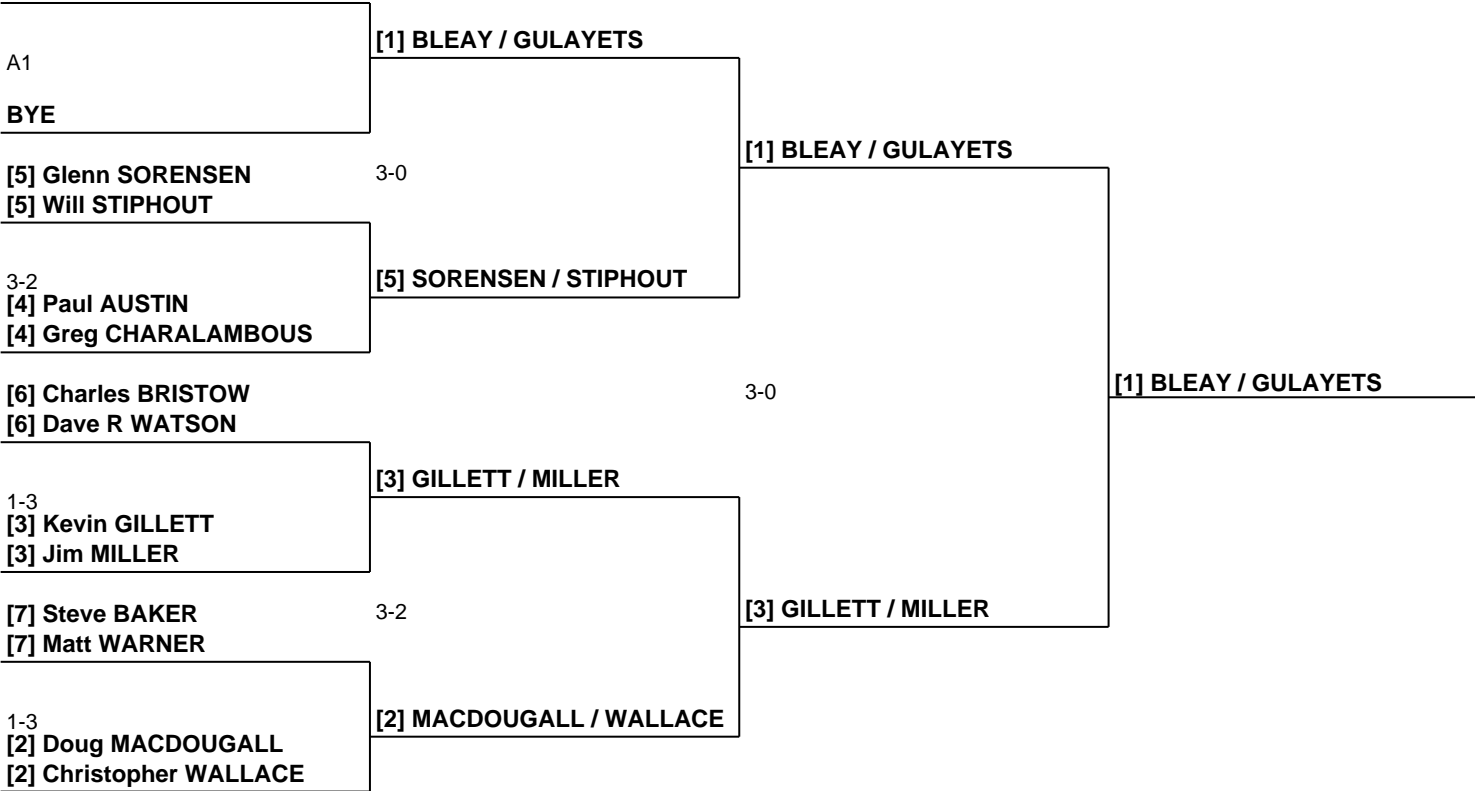 A1
BYE
[5] Glenn SORENSEN
[5] Will STIPHOUT
3-2
[4] Paul AUSTIN
[4] Greg CHARALAMBOUS
[6] Charles BRISTOW
[6] Dave R WATSON
1-3
[3] Kevin GILLETT
[3] Jim MILLER
[7] Steve BAKER
[7] Matt WARNER
1-3
[2] Doug MACDOUGALL
[2] Christopher WALLACE
[1] BLEAY / GULAYETS
3-0
[5] SORENSEN / STIPHOUT
[3] GILLETT / MILLER
3-2
[2] MACDOUGALL / WALLACE
[1] BLEAY / GULAYETS
3-0
[3] GILLETT / MILLER
[1] BLEAY / GULAYETS